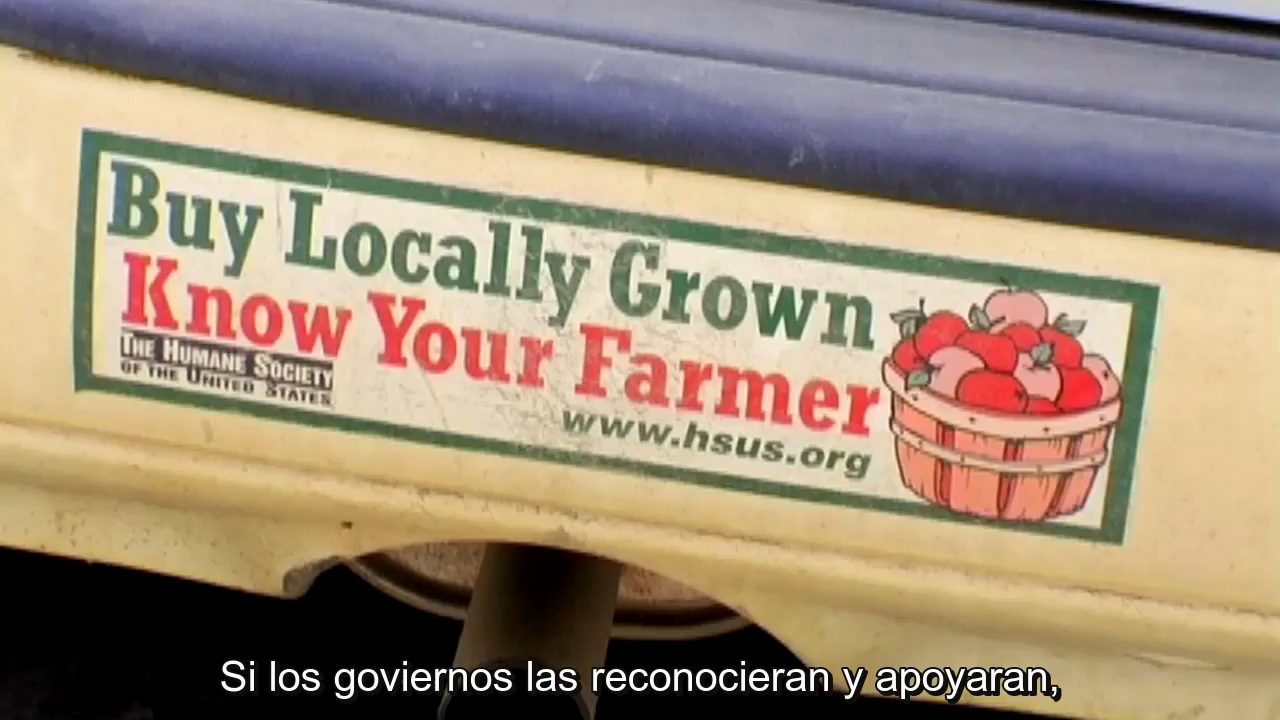 Buy Locally Grown
Know Your Farmer
THE HUMANE SOCIETY
OF THE UNITED STATES
www.hsus.org
Si los goviernos las reconocieran y apoyaran,